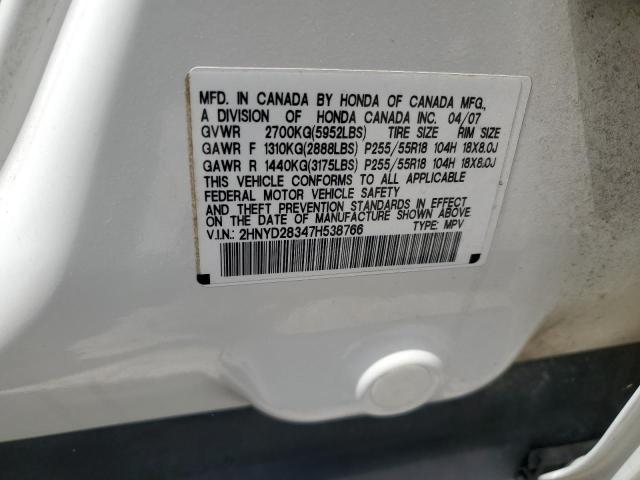 MFD. IN CANADA BY HONDA OF CANADA MFG.,
A DIVISION OF HONDA CANADA INC. 04/07
GVWR 2700KG(5952LBS) TIRE SIZE RIM SIZE
GAWR F 1310KG(2888LBS) P255/55R18 104H 18X8.0J
GAWR R 1440KG(3175LBS) P255/55R18 104H 18X8.0J
THIS VEHICLE CONFORMS TO ALL APPLICABLE
FEDERAL MOTOR VEHICLE SAFETY
AND THEFT PREVENTION STANDARDS IN EFFECT
ON THE DATE OF MANUFACTURE SHOWN ABOVE.
V.I.N.: 2HNYD28347H538766 TYPE: MPV